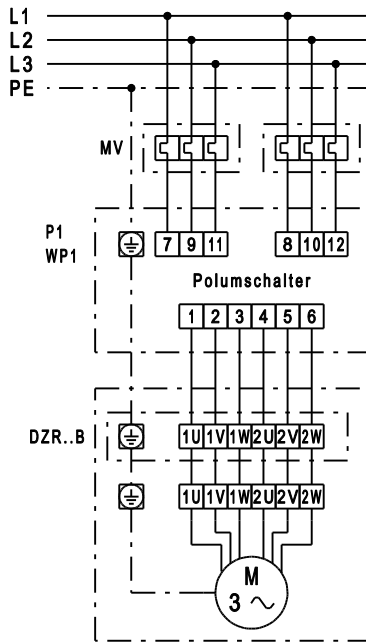 L1
L2
L3
PE
MV
P1
WP1
7 9 11 8 10 12
Polumschalter
1 2 3 4 5 6
DZR..B
1U 1V 1W 2U 2V 2W
1U 1V 1W 2U 2V 2W
M
3 ~